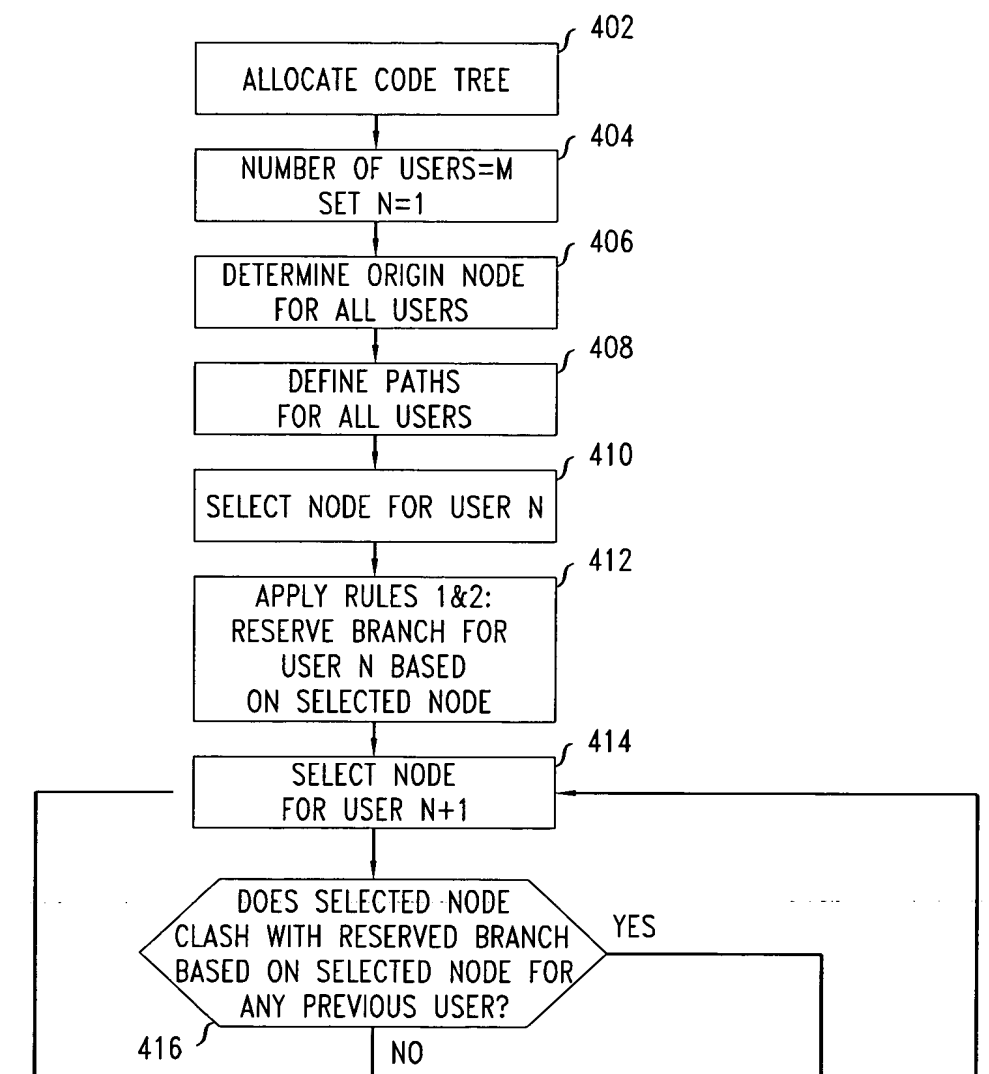 402
ALLOCATE CODE TREE
404
NUMBER OF USERS=M
SET N=1
406
DETERMINE ORIGIN NODE
FOR ALL USERS
408
DEFINE PATHS
FOR ALL USERS
410
SELECT NODE FOR USER N
412
APPLY RULES 1&2:
RESERVE BRANCH FOR
USER N BASED
ON SELECTED NODE
414
SELECT NODE
FOR USER N+1
DOES SELECTED NODE
CLASH WITH RESERVED BRANCH
BASED ON SELECTED NODE FOR
ANY PREVIOUS USER?
YES
416
NO